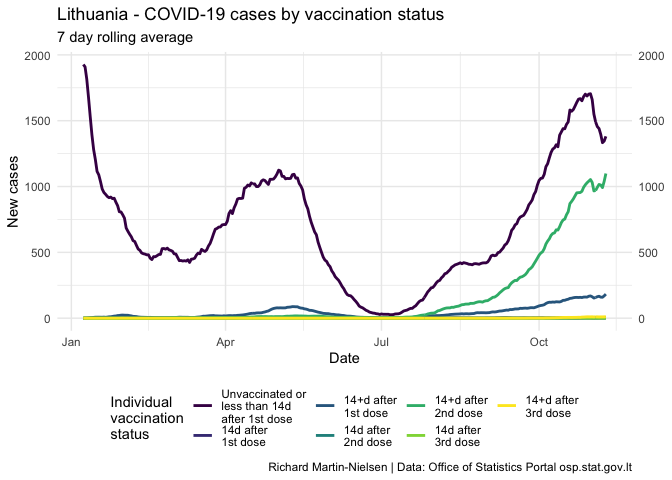 Lithuania - COVID-19 cases by vaccination status
7 day rolling average
2000
2000
1500
1500
1000
1000
500
500
0
0
New cases
Jan
Apr
Jul
Oct
Date
Individual
vaccination
status
Unvaccinated or
less than 14d
after 1st dose
14d after
1st dose
14+d after
1st dose
14d after
2nd dose
14+d after
2nd dose
14d after
3rd dose
14+d after
3rd dose
Richard Martin-Nielsen | Data: Office of Statistics Portal osp.stat.gov.lt